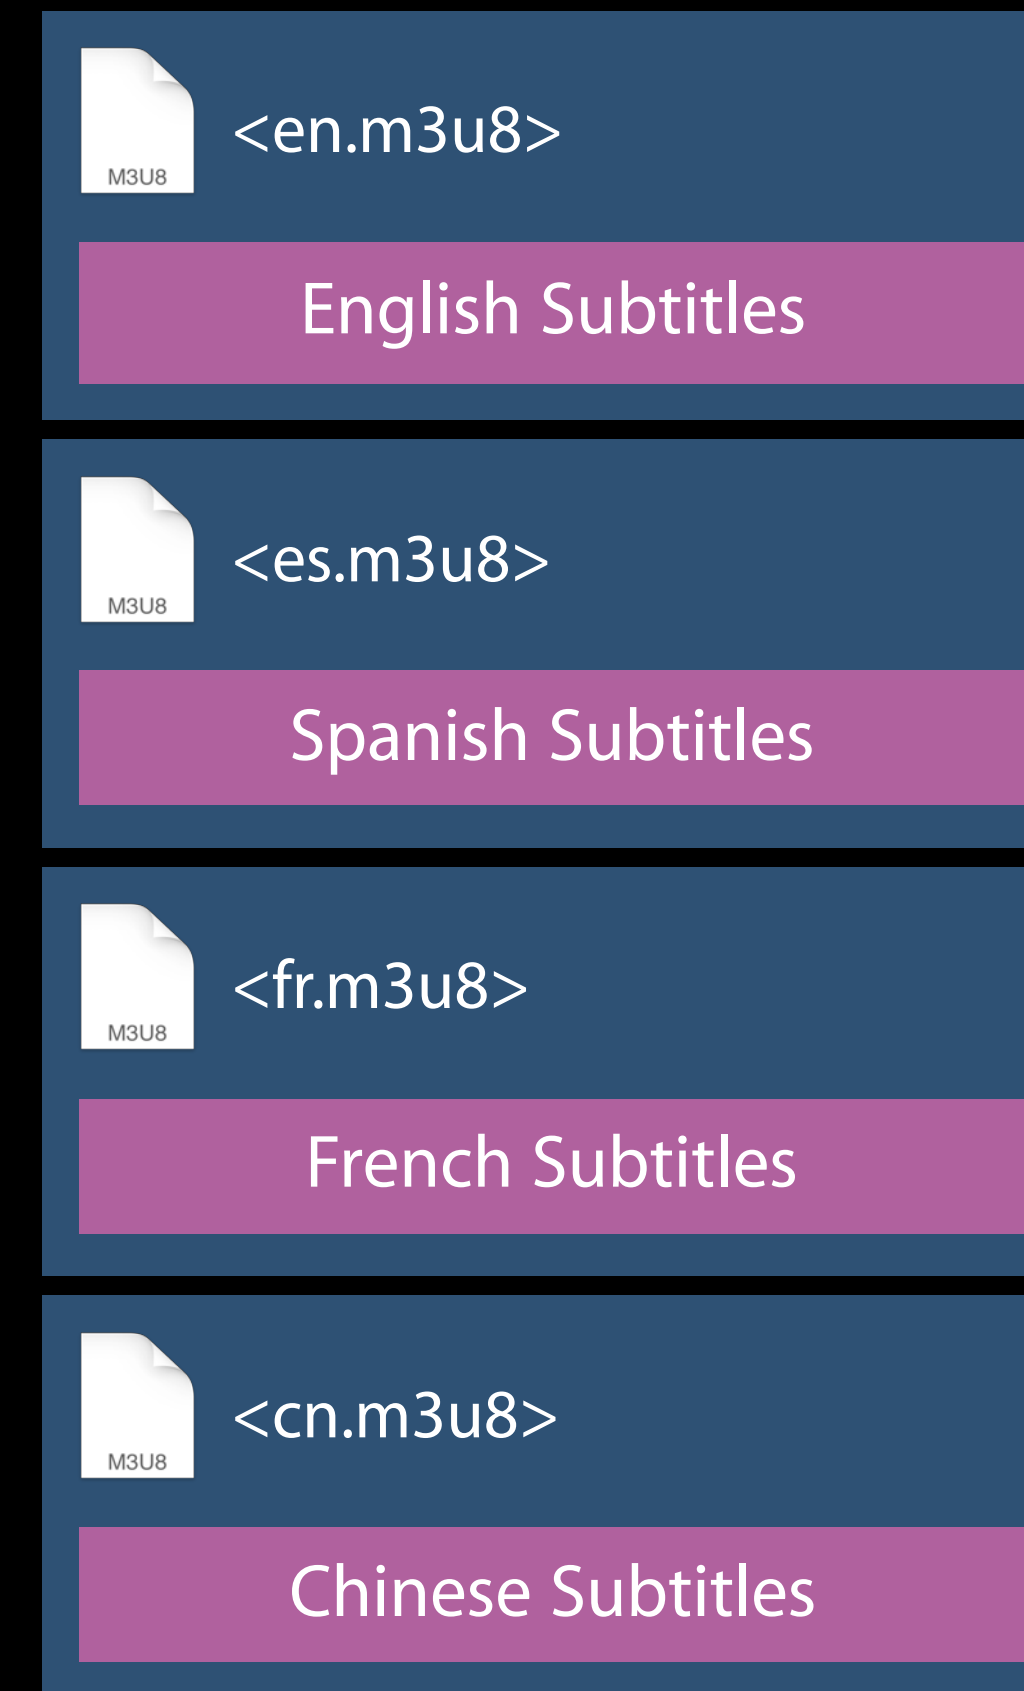 <en.m3u8>
M3U8
English Subtitles
<es.m3u8>
M3U8
Spanish Subtitles
<fr.m3u8>
M3U8
French Subtitles
<cn.m3u8>
M3U8
Chinese Subtitles